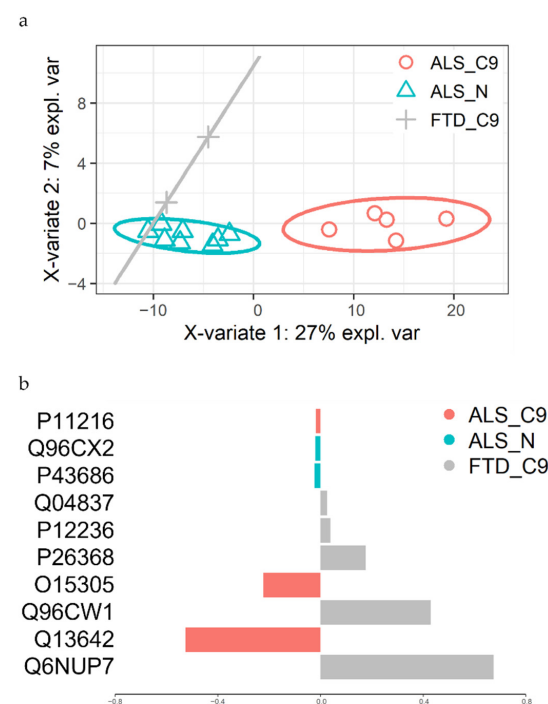 a
X-variate 2: 7% expl. var
8
4
0
−4
ALS_C9
ALS_N
FTD_C9
−10
0
10
20
X-variate 1: 27% expl. var
b
P11216
Q96CX2
P43686
Q04837
P12236
P26368
O15305
Q96CW1
Q13642
Q6NUP7
ALS_C9
ALS_N
FTD_C9
−0.8
−0.4
0.0
0.4
0.8